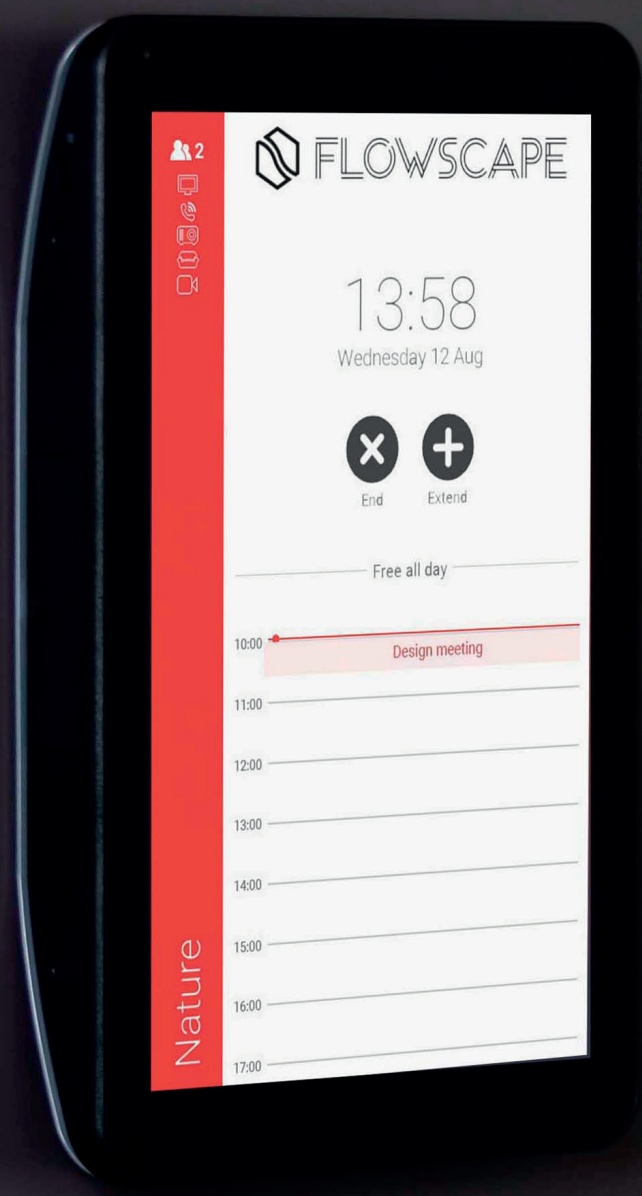 2
FLOWSCAPE
13:58
Wednesday 12 Aug
End
Extend
Free all day
10:00
Design meeting
11:00
12:00
13:00
14:00
15:00
16:00
17:00
Nature